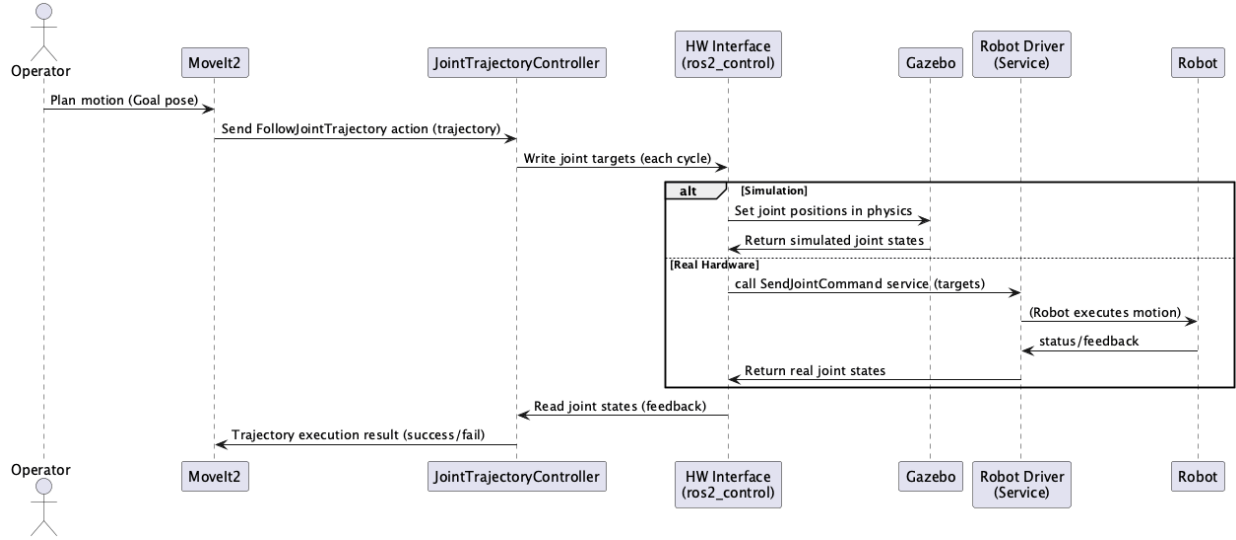 Operator
MoveIt2
JointTrajectoryController
HW Interface
(ros2_control)
Gazebo
Robot Driver
(Service)
Robot
Plan motion (Goal pose)
Send FollowJointTrajectory action (trajectory)
Write joint targets (each cycle)
alt
[Simulation]
Set joint positions in physics
Return simulated joint states
[Real Hardware]
call SendJointCommand service (targets)
(Robot executes motion)
status/feedback
Return real joint states
Read joint states (feedback)
Trajectory execution result (success/fail)
Operator
MoveIt2
JointTrajectoryController
HW Interface
(ros2_control)
Gazebo
Robot Driver
(Service)
Robot